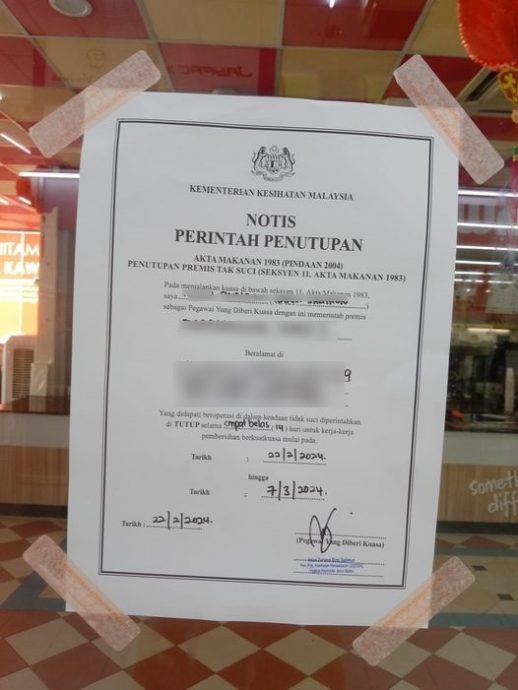 KEMENTERIAN KESIHATAN MALAYSIA
NOTIS
PERINTAH PENUTUPAN
AKTA MAKANAN 1983 (PINDAAN 2004)
PENUTUPAN PREMIS TAK SUCI (SEKSYEN 11, AKTA MAKANAN 1983)
Pada menjalankan kuasa di bawah seksyen 11, Akta Makanan 1983,
saya
sebagai Pegawai Yang Diberi Kuasa dengan ini memerintah premis
Beralamat di
Yang didapati beroperasi di dalam keadaan tidak suci diperintahkan
di TUTUP selama empat belas (14) hari untuk kerja-kerja
pembersihan berkuatkuasa mulai pada:
Tarikh : 22/2/2024.
hingga
Tarikh : 7/3/2024.
Tarikh : 22/2/2024.
(Pegawai Yang Diberi Kuasa)